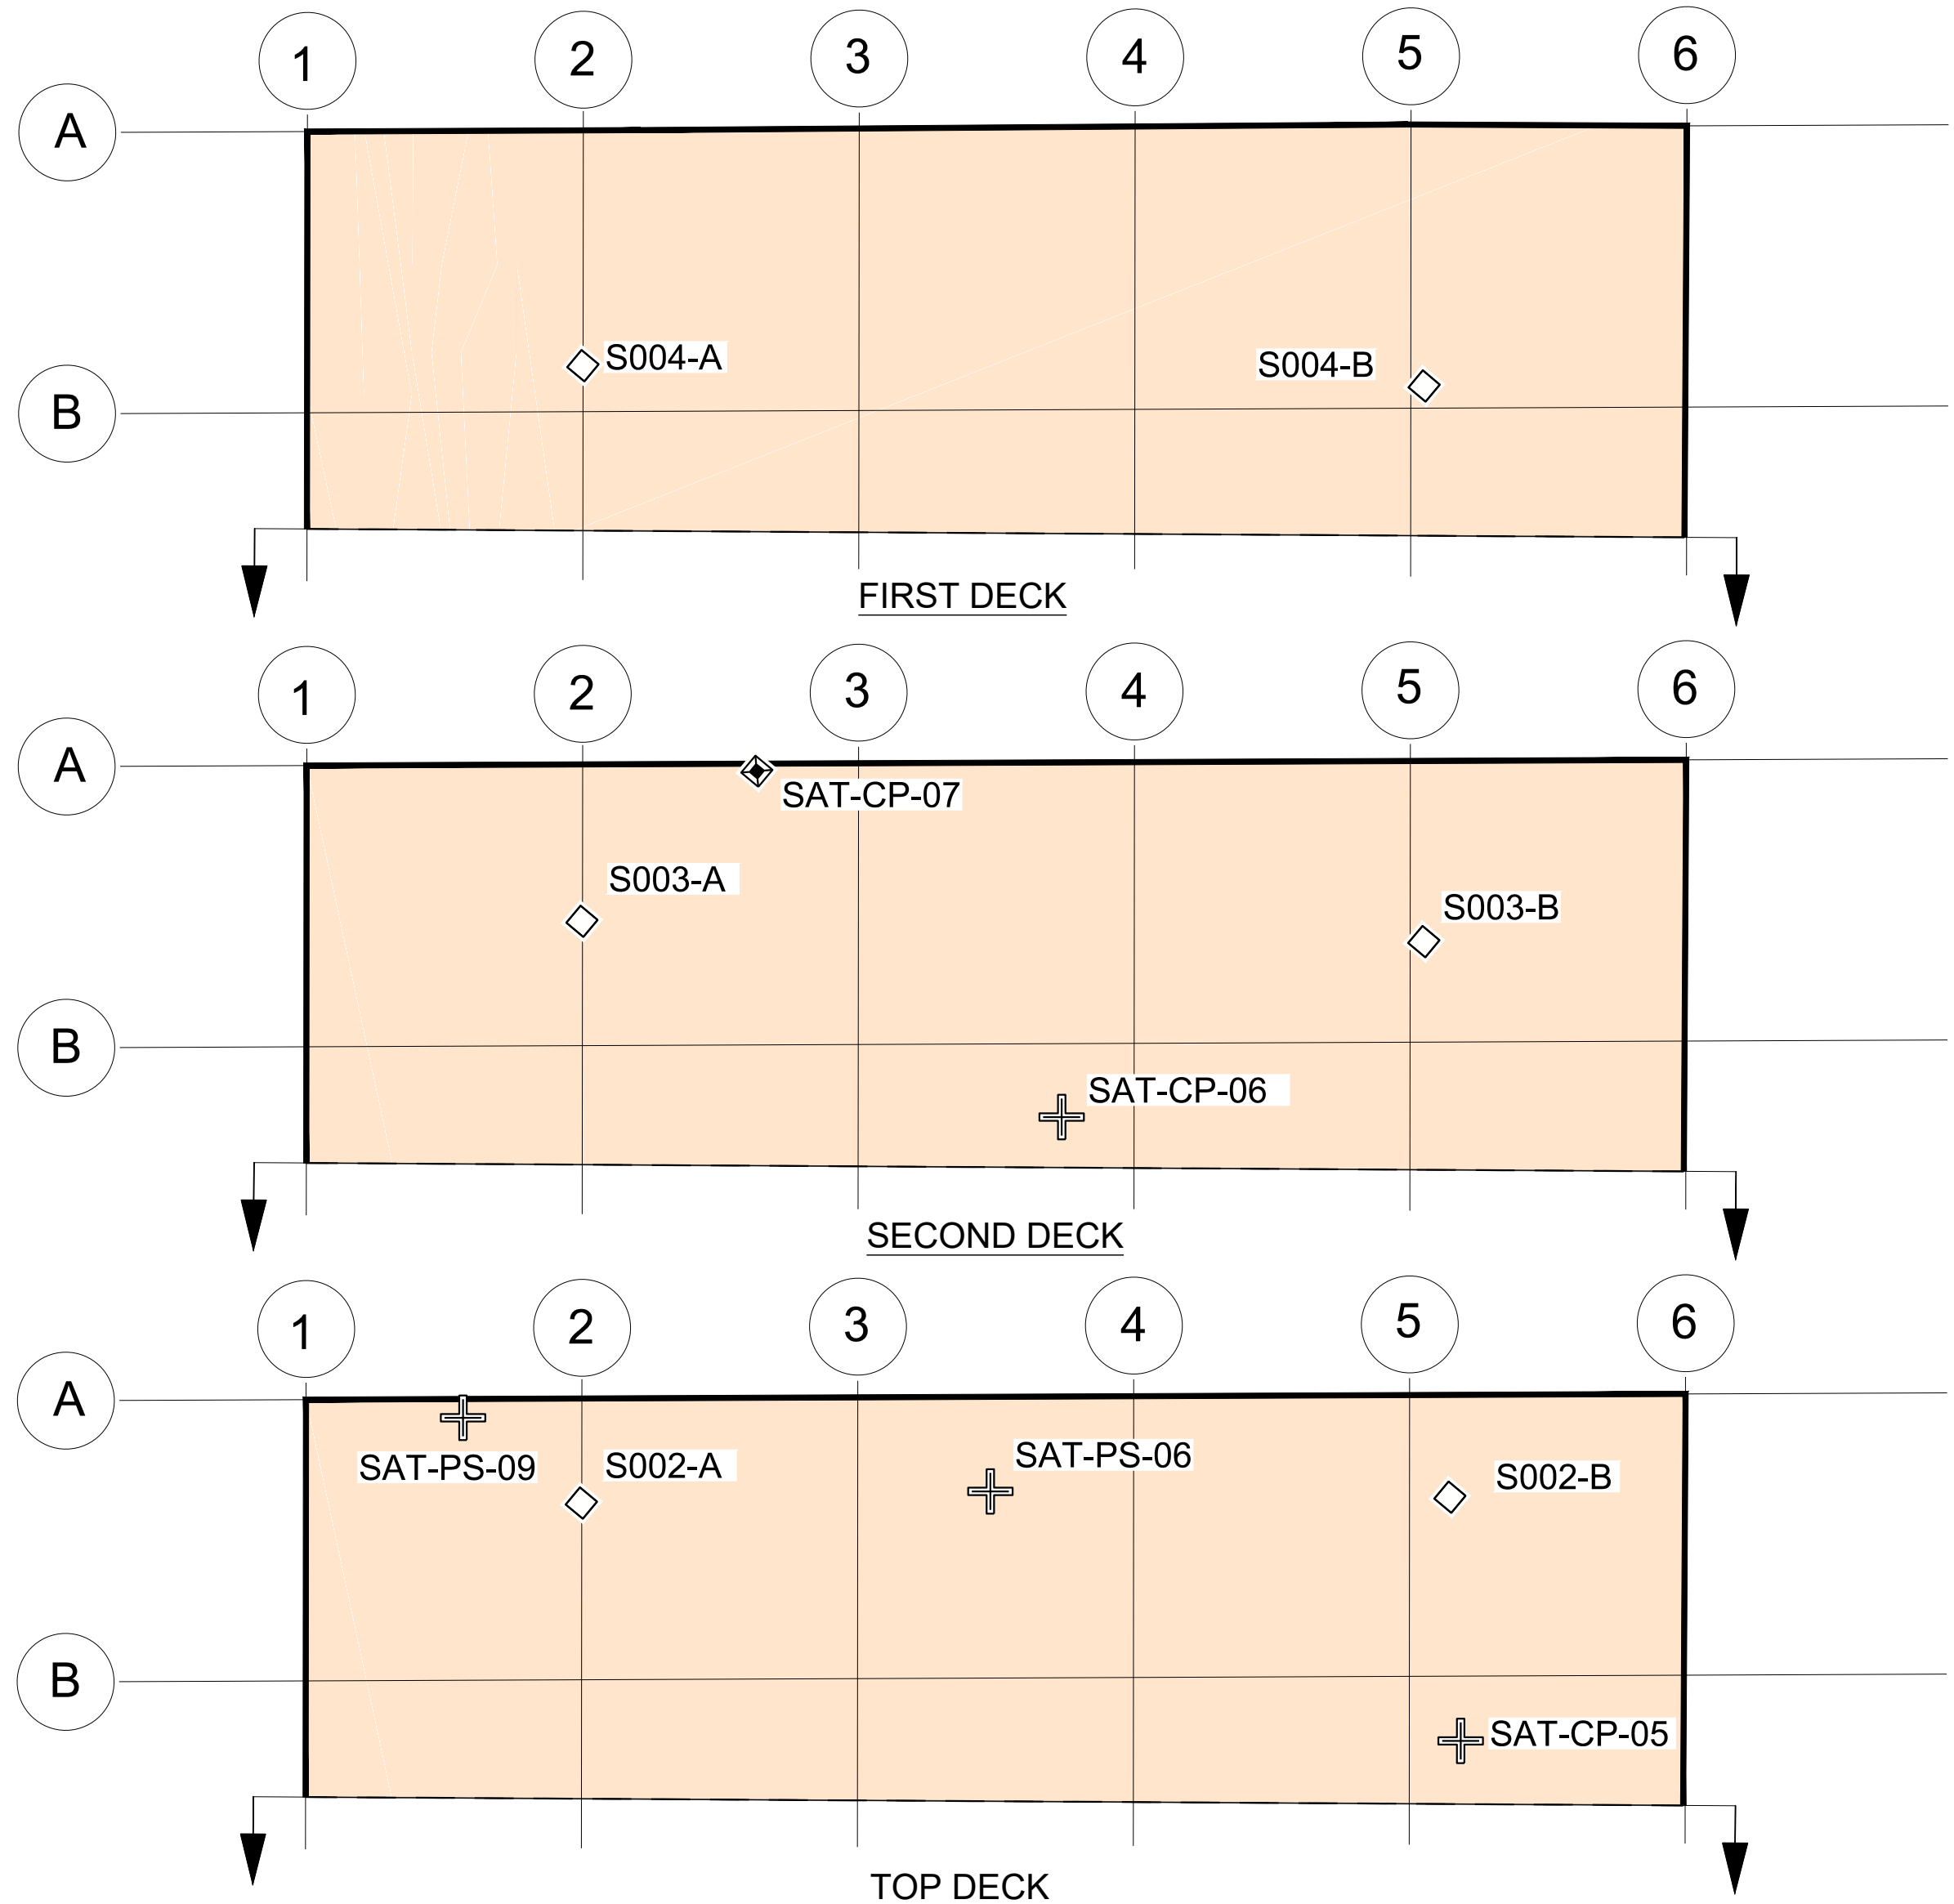 1 2 3 4 5 6
A
S004-A S004-B
B
FIRST DECK
1 2 3 4 5 6
A
SAT-CP-07
S003-A S003-B
B
SAT-CP-06
SECOND DECK
1 2 3 4 5 6
A
SAT-PS-09 S002-A SAT-PS-06 S002-B
B
SAT-CP-05
TOP DECK